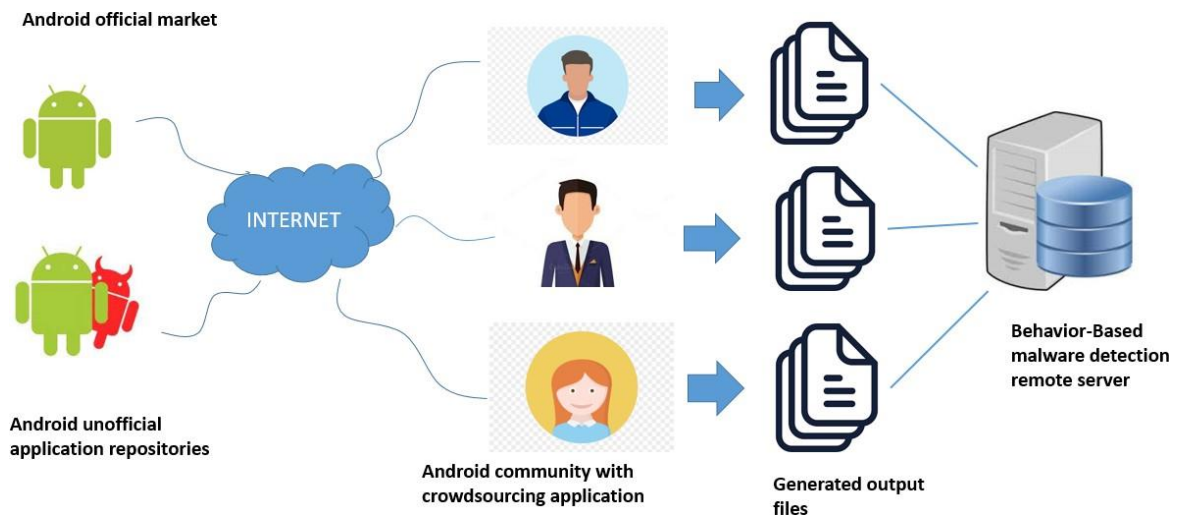 Android official market
INTERNET
Android unofficial
application repositories
Android community with
crowdsourcing application
Generated output
files
Behavior-Based
malware detection
remote server